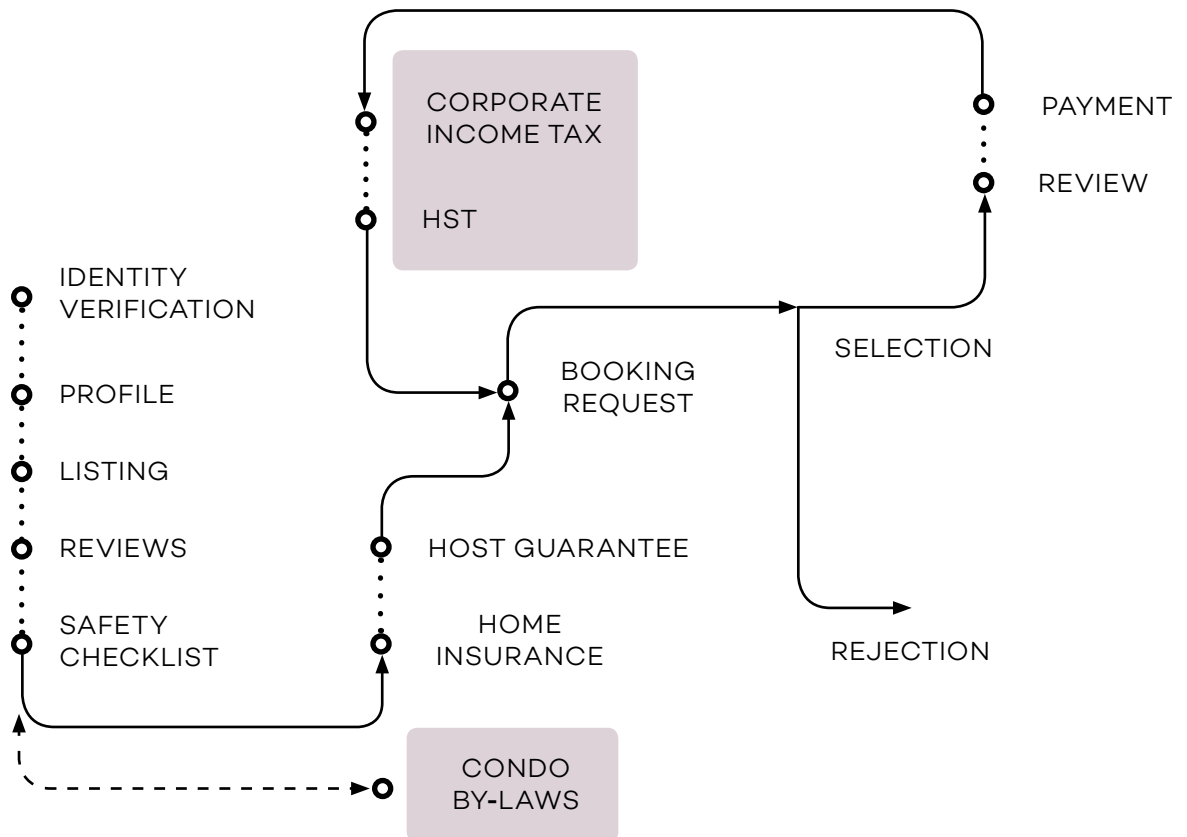 CORPORATE
INCOME TAX
HST
PAYMENT
REVIEW
IDENTITY
VERIFICATION
PROFILE
LISTING
REVIEWS
SAFETY
CHECKLIST
BOOKING
REQUEST
SELECTION
HOST GUARANTEE
HOME
INSURANCE
REJECTION
CONDO
BY-LAWS